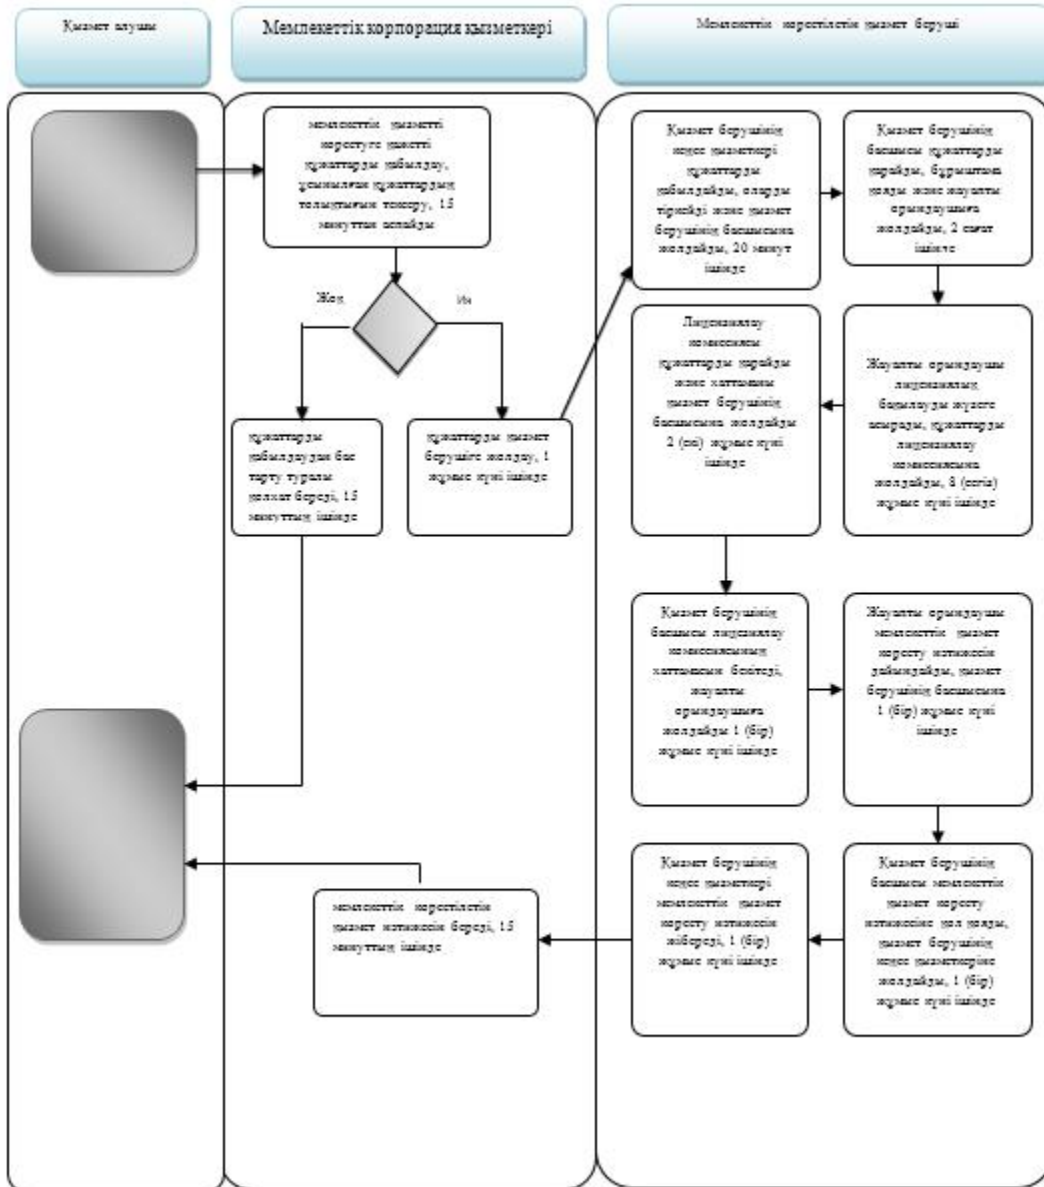 Қызмет алушы
Мемлекеттік корпорация қызметкері
Мемлекеттік көрсетілетін қызмет беруші
мемлекеттік қызметті
көрсетуге қажетті
құжаттарды қабылдау,
ұсынылған құжаттардың
толықтығын тексеру, 15
минуттан аспайды
Жоқ
Ия
құжаттарды
қабылдаудан бас
тарту туралы
қолхат береді, 15
минуттың ішінде
құжаттарды қызмет
берушіге жолдау, 1
жұмыс күні ішінде
Қызмет берушінің
кеңсе қызметкері
құжаттарды
қабылдайды, оларды
тіркейді және қызмет
берушінің басшысына
жолдайды, 20 минут
ішінде
Қызмет берушінің
басшысы құжаттарды
қарайды, бұрыштама
қояды және жауапты
орындаушыға
жолдайды, 2 сағат
ішінде
Жауапты орындаушы
лицензиялық
бақылауды жүзеге
асырады, құжаттарды
лицензиялау
комиссиясына
жолдайды, 8 (сегіз)
жұмыс күні ішінде
Лицензиялау
комиссиясы
құжаттарды қарайды
және хаттаманы
қызмет берушінің
басшысына жолдайды
2 (екі) жұмыс күні
ішінде
Қызмет берушінің
басшысы лицензиялау
комиссиясының
хаттамасын бекітеді,
жауапты
орындаушыға
жолдайды 1 (бір)
жұмыс күні ішінде
Жауапты орындаушы
мемлекеттік қызмет
көрсету нәтижесін
дайындайды, қызмет
берушінің басшысына
1 (бір) жұмыс күні
ішінде
Қызмет берушінің
басшысы мемлекеттік
қызмет көрсету
нәтижесіне қол қояды,
қызмет берушінің
кеңсе қызметкеріне
жолдайды, 1 (бір)
жұмыс күні ішінде
Қызмет берушінің
кеңсе қызметкері
мемлекеттік қызмет
көрсету нәтижесін
жібереді, 1 (бір)
жұмыс күні ішінде
мемлекеттік көрсетілетін
қызмет нәтижесін береді, 15
минуттың ішінде